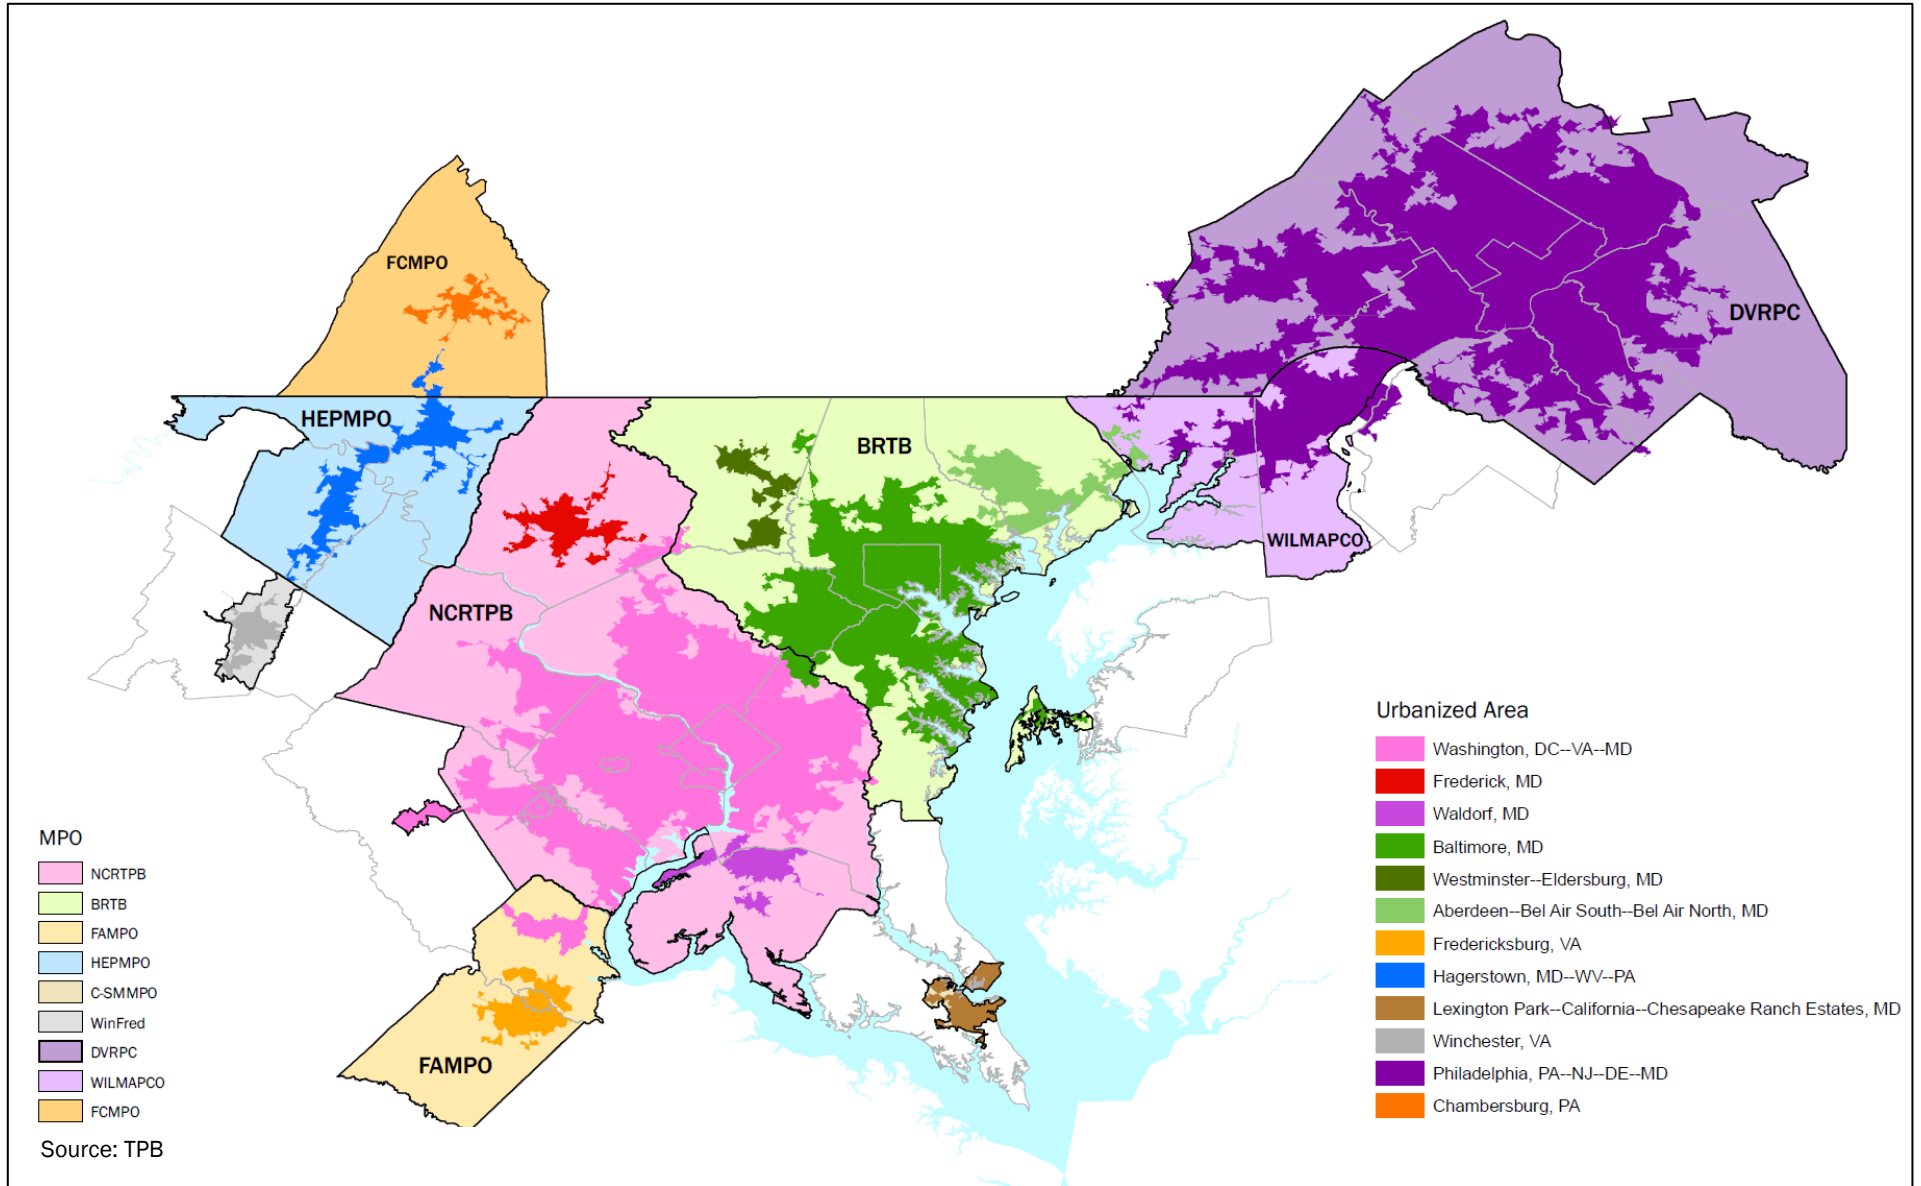 FCMPO
DVRPC
HEPMPO
BRTB
WILMAPCO
NCRTPB
FAMPO
MPO
NCRTPB
BRTB
FAMPO
HEPMPO
C-SMMPO
WinFred
DVRPC
WILMAPCO
FCMPO
Source: TPB
Urbanized Area
Washington, DC--VA--MD
Frederick, MD
Waldorf, MD
Baltimore, MD
Westminster--Eldersburg, MD
Aberdeen--Bel Air South--Bel Air North, MD
Fredericksburg, VA
Hagerstown, MD--WV--PA
Lexington Park--California--Chesapeake Ranch Estates, MD
Winchester, VA
Philadelphia, PA--NJ--DE--MD
Chambersburg, PA